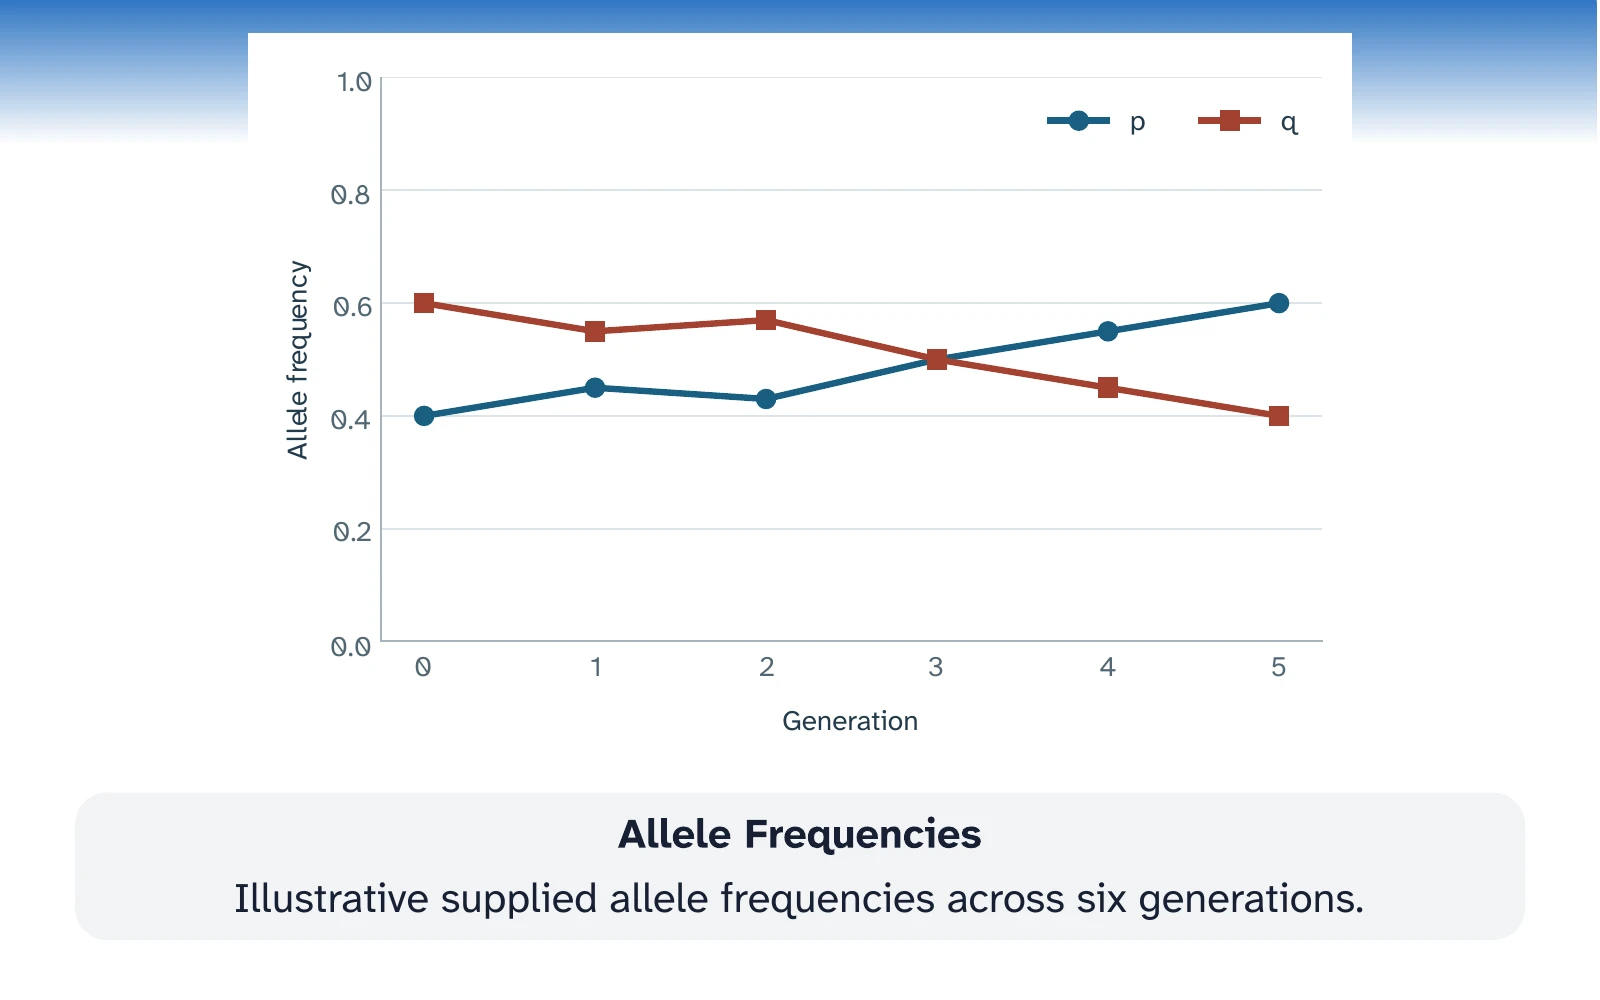 1.0
p q
0.8
0.6
0.4
0.2
0.0
Allele frequency
0 1 2 3 4 5
Generation
Allele Frequencies
Illustrative supplied allele frequencies across six generations.